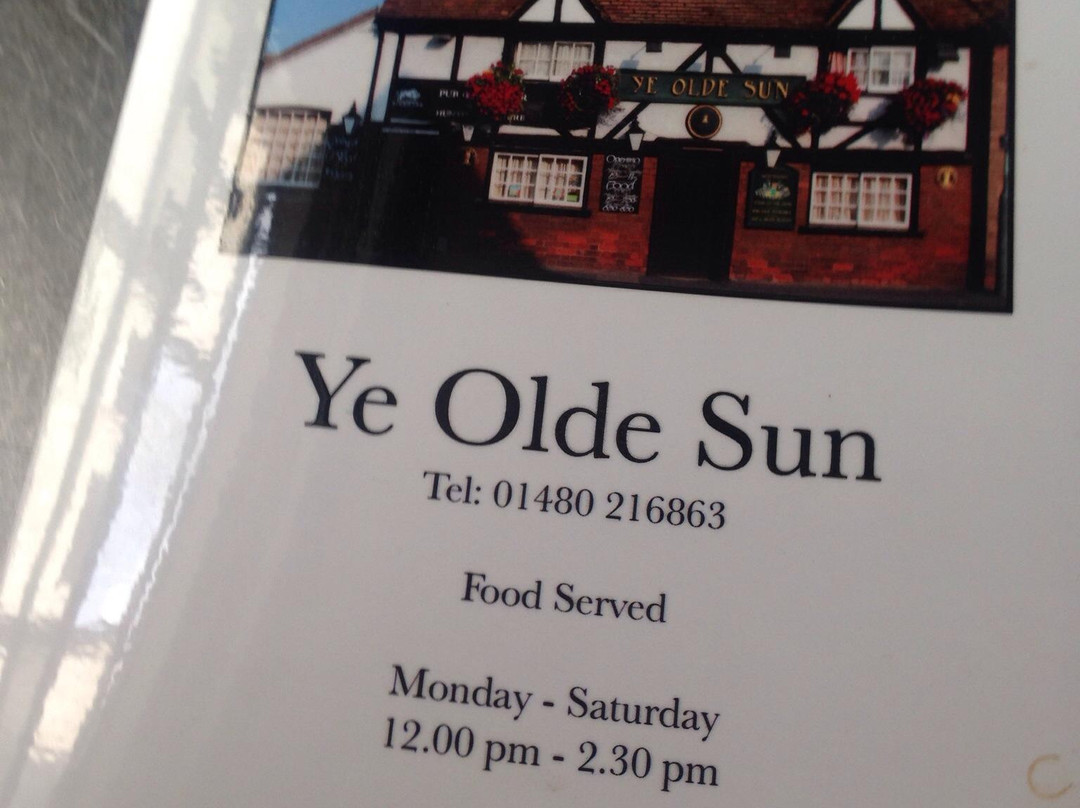 YE OLDE SUN
Ye Olde Sun
Tel: 01480 216863
Food Served
Monday - Saturday
12.00 pm - 2.30 pm